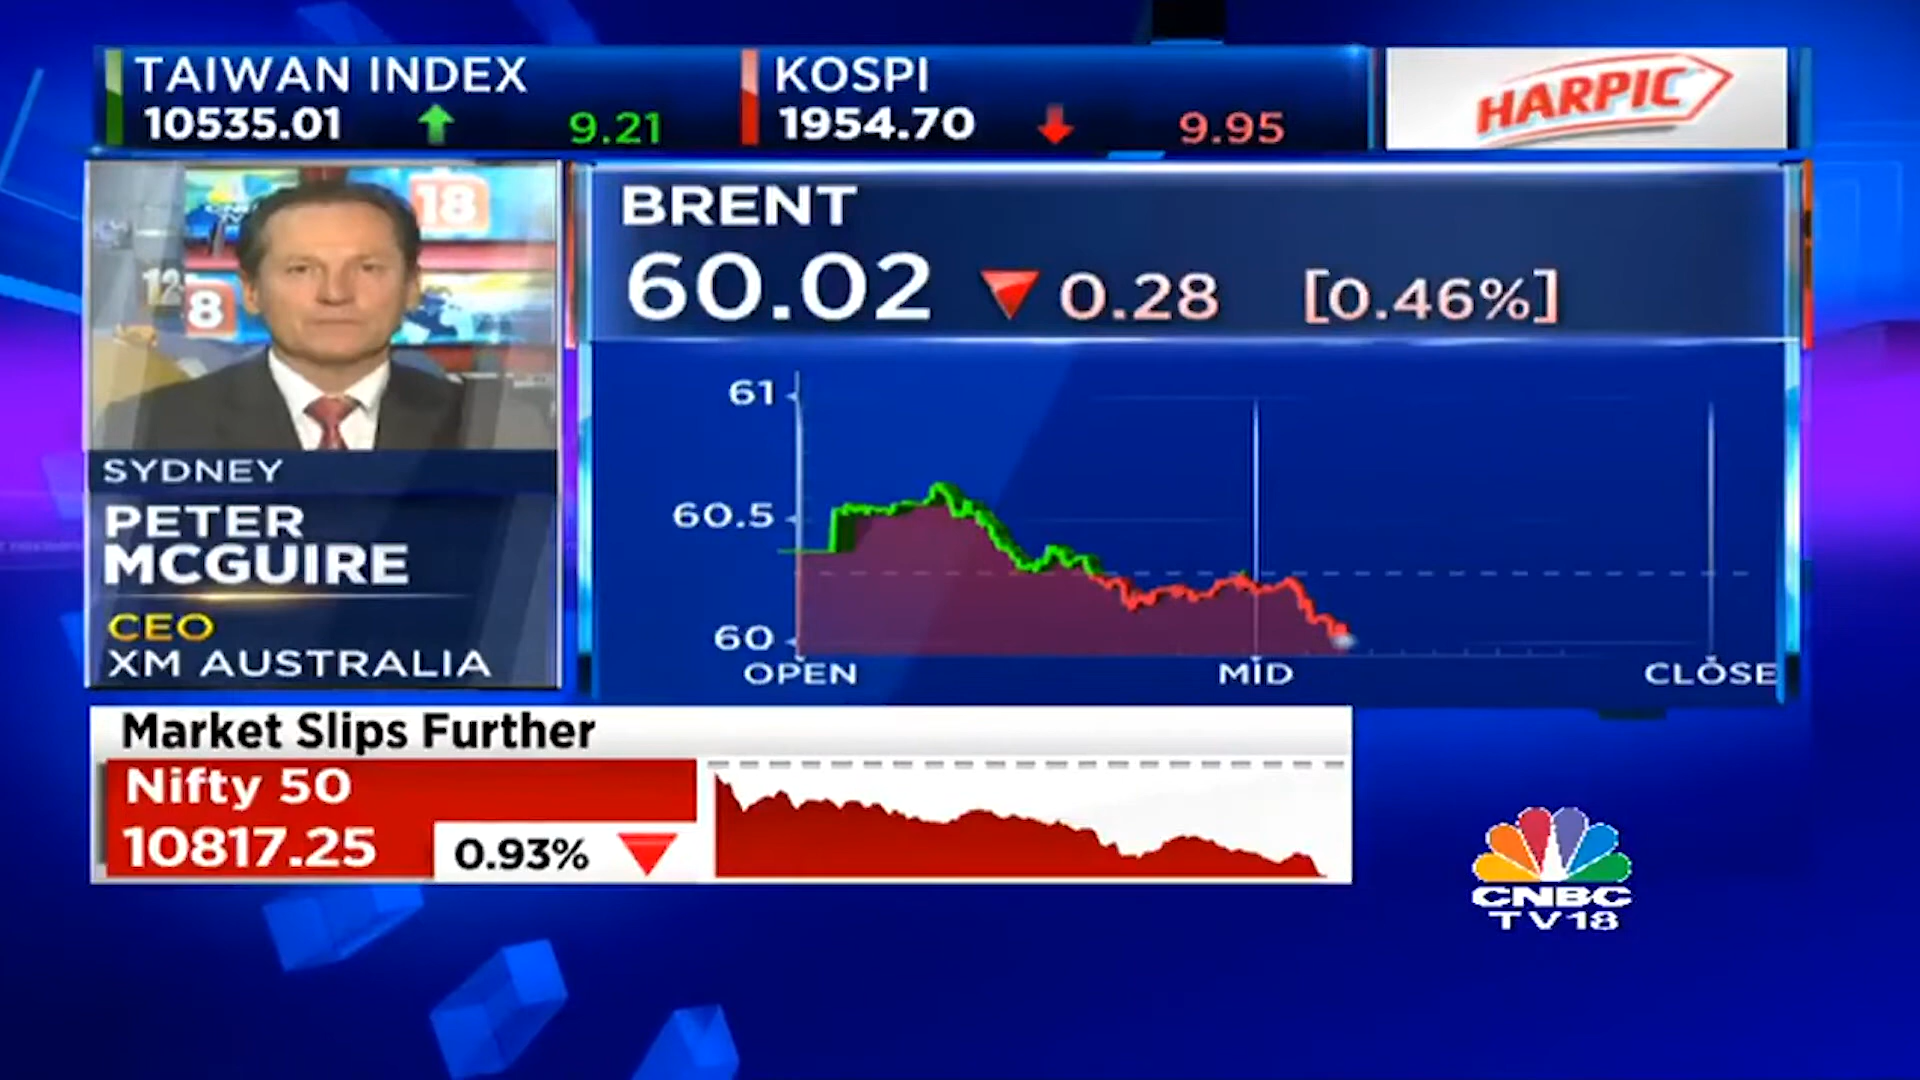 TAIWAN INDEX
10535.01 9.21
KOSPI
1954.70 9.95
HARPIC
18
8
SYDNEY
PETER
MCGUIRE
CEO
XM AUSTRALIA
BRENT
60.02 0.28 [0.46%]
61
60.5
60
OPEN MID CLOSE
Market Slips Further
Nifty 50
10817.25 0.93%
CNBC
TV18